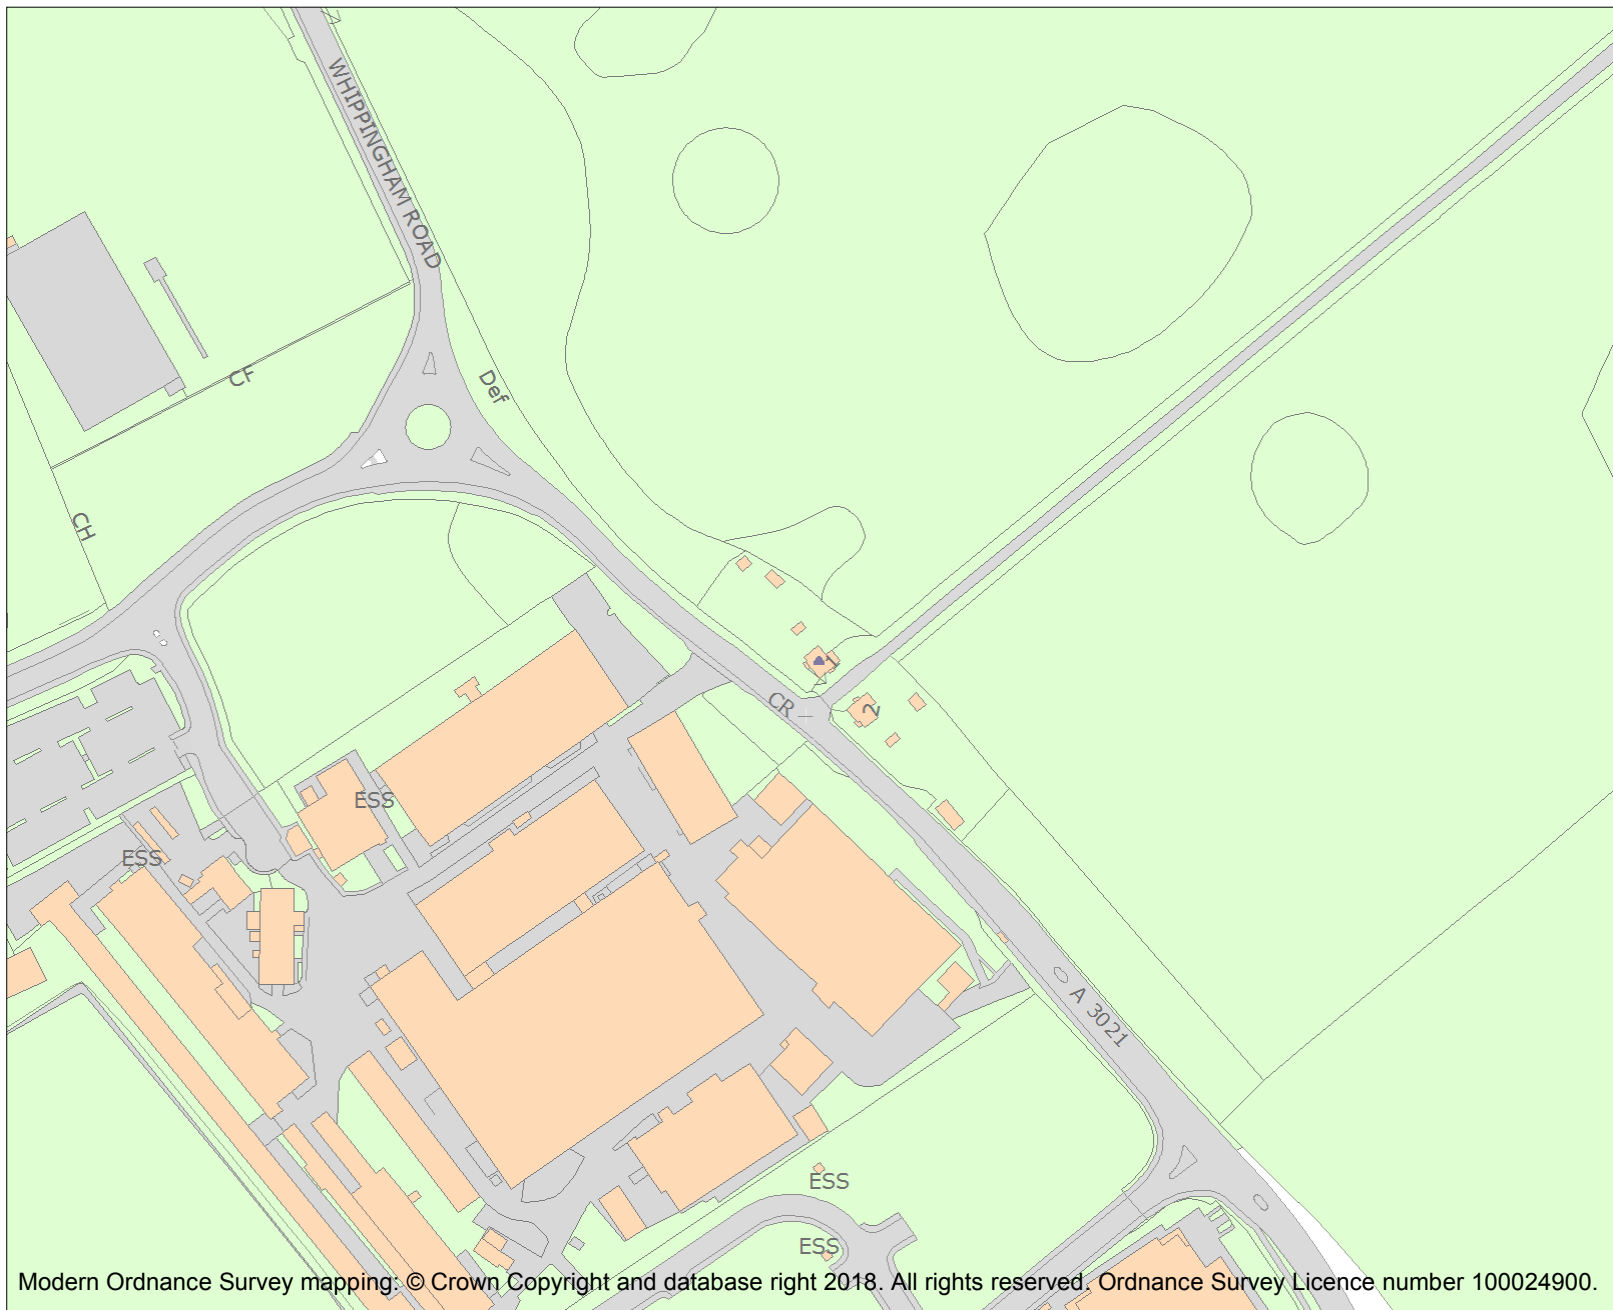 WHIPPINGHAM ROAD
CF
Def
CH
1
CR
2
ESS
ESS
A 3021
ESS
ESS
Modern Ordnance Survey mapping: © Crown Copyright and database right 2018. All rights reserved. Ordnance Survey Licence number 100024900.